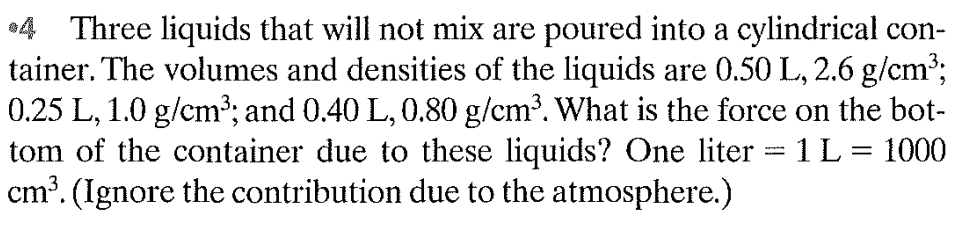 •4 Three liquids that will not mix are poured into a cylindrical con-
tainer. The volumes and densities of the liquids are 0.50 L, 2.6 g/cm³;
0.25 L, 1.0 g/cm³; and 0.40 L, 0.80 g/cm³. What is the force on the bot-
tom of the container due to these liquids? One liter = 1 L = 1000
cm³. (Ignore the contribution due to the atmosphere.)